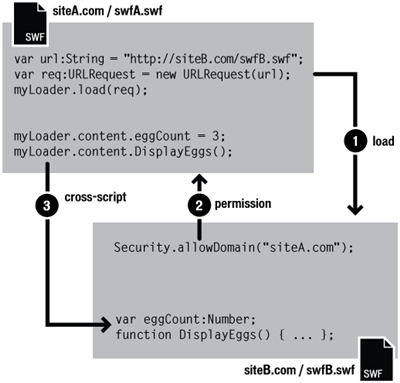 siteA.com / swfA.swf
SWF
var url:String = "http://siteB.com/swfB.swf";
var req:URLRequest = new URLRequest(url);
myLoader.load(req);
1 load
myLoader.content.eggCount = 3;
myLoader.content.DisplayEggs();
3 cross-script
2 permission
Security.allowDomain("siteA.com");
var eggCount:Number;
function DisplayEggs() { ... };
SWF
siteB.com / swfB.swf